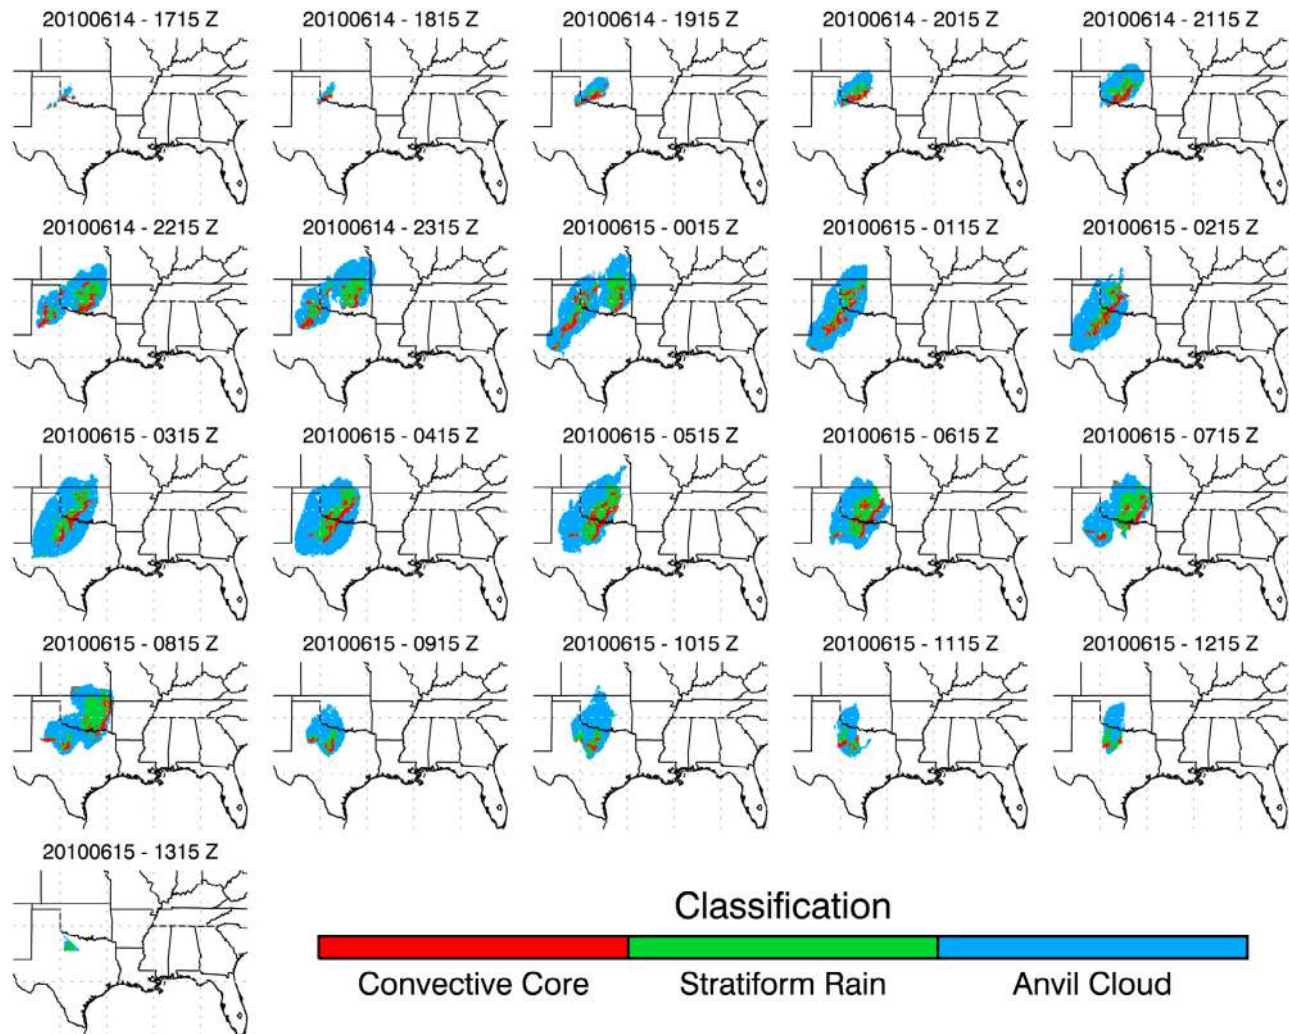 20100614 - 1715 Z 20100614 - 1815 Z 20100614 - 1915 Z 20100614 - 2015 Z 20100614 - 2115 Z
20100614 - 2215 Z 20100614 - 2315 Z 20100615 - 0015 Z 20100615 - 0115 Z 20100615 - 0215 Z
20100615 - 0315 Z 20100615 - 0415 Z 20100615 - 0515 Z 20100615 - 0615 Z 20100615 - 0715 Z
20100615 - 0815 Z 20100615 - 0915 Z 20100615 - 1015 Z 20100615 - 1115 Z 20100615 - 1215 Z
20100615 - 1315 Z
Classification
Convective Core Stratiform Rain Anvil Cloud